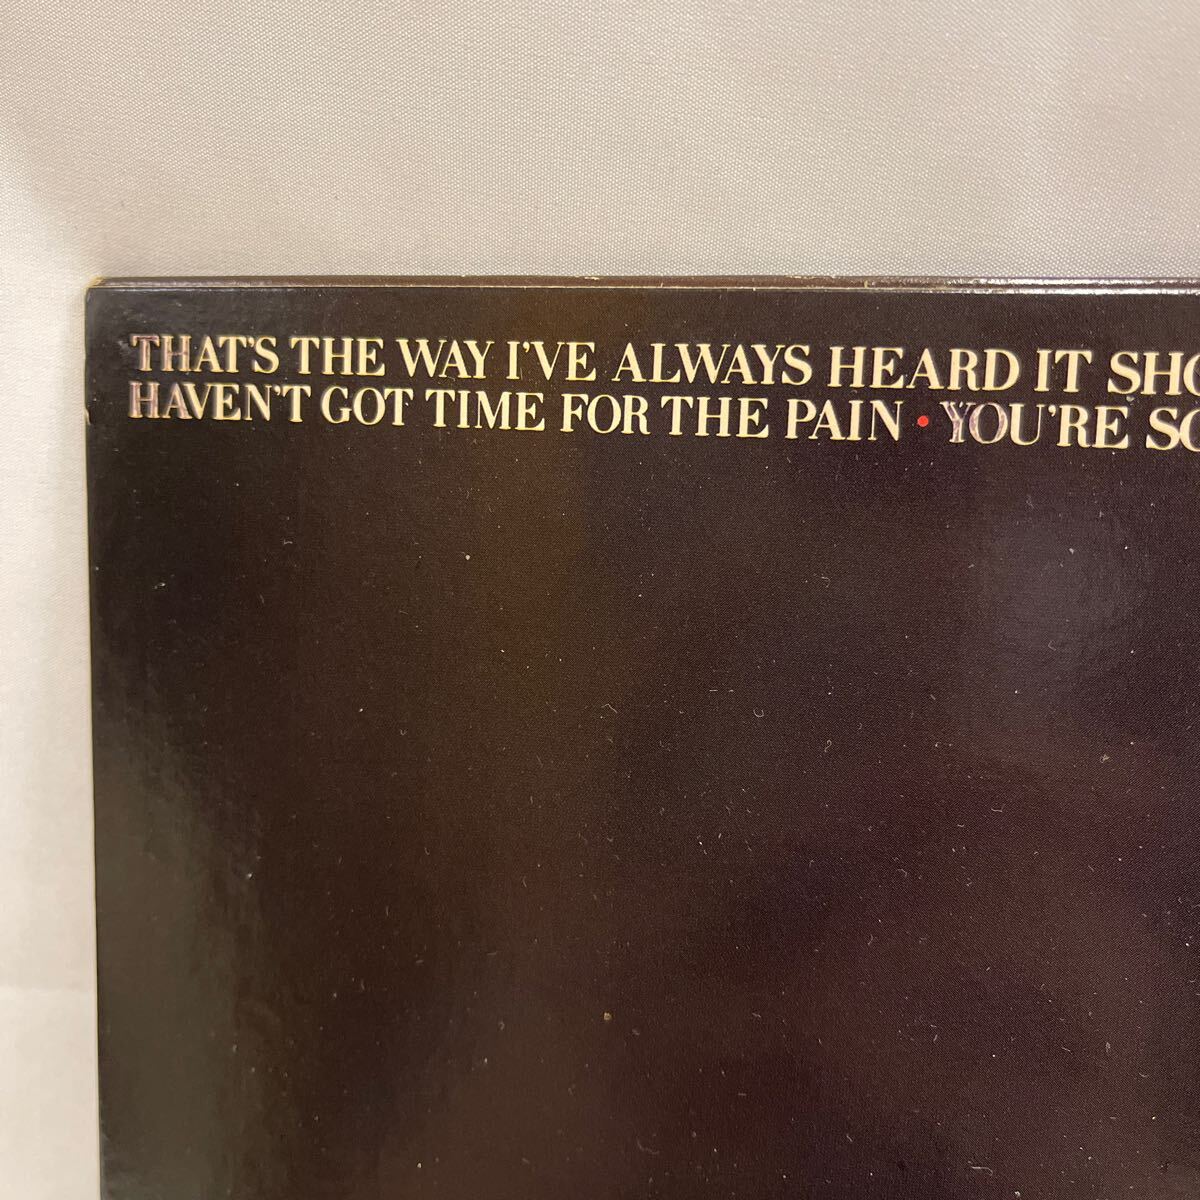 THAT'S THE WAY I'VE ALWAYS HEARD IT SHO
HAVEN'T GOT TIME FOR THE PAIN • YOU'RE SO